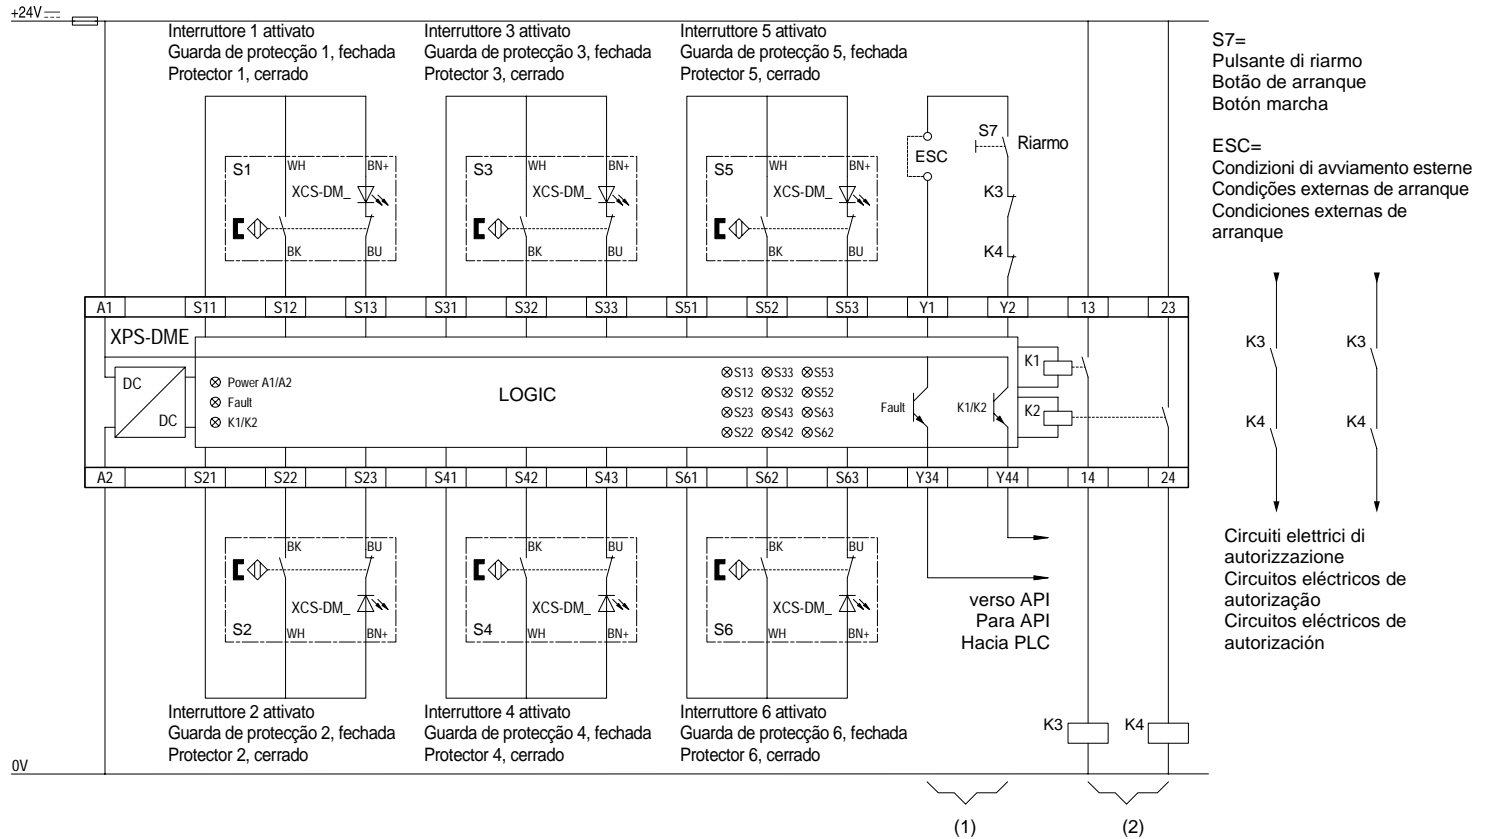 +24V
Interruttore 1 attivato
Guarda de protecção 1, fechada
Protector 1, cerrado
Interruttore 3 attivato
Guarda de protecção 3, fechada
Protector 3, cerrado
Interruttore 5 attivato
Guarda de protecção 5, fechada
Protector 5, cerrado
S7=
Pulsante di riarmo
Botão de arranque
Botón marcha
ESC=
Condizioni di avviamento esterne
Condições externas de arranque
Condiciones externas de
arranque
S1 WH BN+
XCS-DM_
BK BU
S3 WH BN+
XCS-DM_
BK BU
S5 WH BN+
XCS-DM_
BK BU
ESC
S7 Riarmo
K3
K4
A1 S11 S12 S13 S31 S32 S33 S51 S52 S53 Y1 Y2 13 23
XPS-DME
DC
DC
Power A1/A2
Fault
K1/K2
LOGIC
S13 S33 S53
S12 S32 S52
S23 S43 S63
S22 S42 S62
Fault
K1/K2
K1
K2
K3 K3
K4 K4
A2 S21 S22 S23 S41 S42 S43 S61 S62 S63 Y34 Y44 14 24
BK BU
XCS-DM_
S2 WH BN+
BK BU
XCS-DM_
S4 WH BN+
BK BU
XCS-DM_
S6 WH BN+
verso API
Para API
Hacia PLC
Circuiti elettrici di
autorizzazione
Circuitos eléctricos de
autorização
Circuitos eléctricos de
autorización
Interruttore 2 attivato
Guarda de protecção 2, fechada
Protector 2, cerrado
Interruttore 4 attivato
Guarda de protecção 4, fechada
Protector 4, cerrado
Interruttore 6 attivato
Guarda de protecção 6, fechada
Protector 6, cerrado
K3 K4
0V
(1) (2)